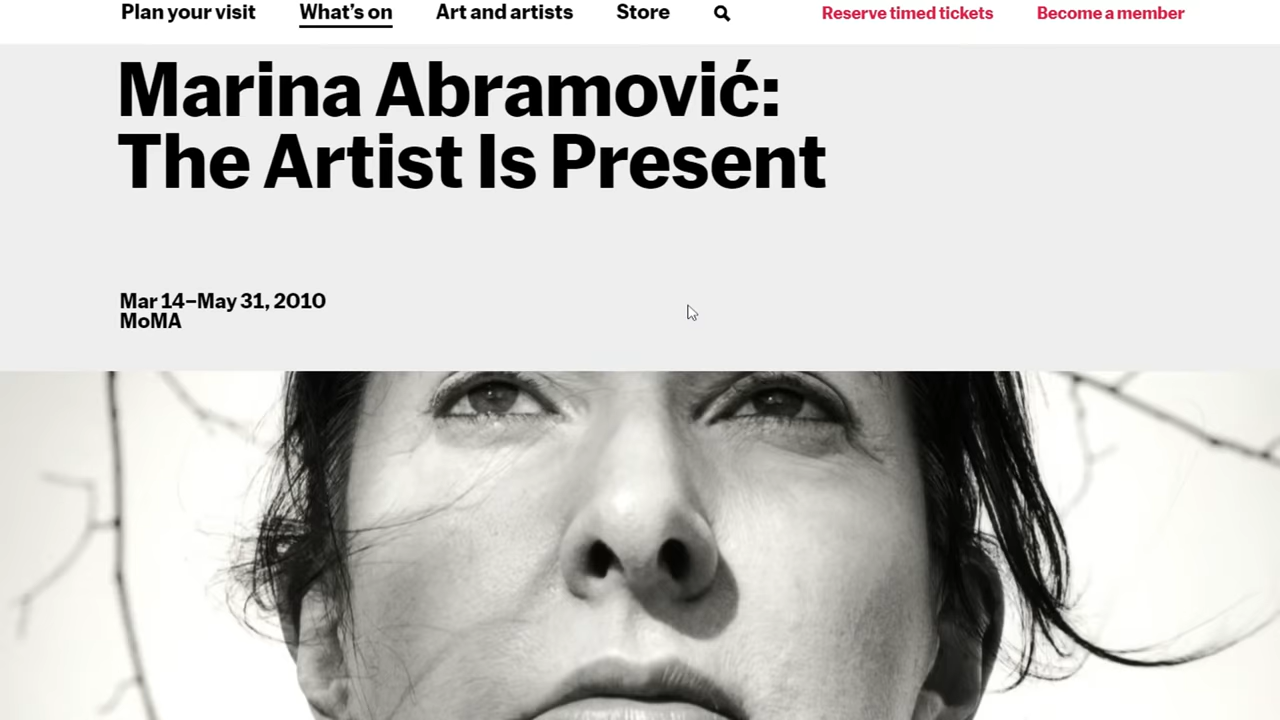 Plan your visit
What's on
Art and artists
Store
Reserve timed tickets
Become a member
Marina Abramović:
The Artist Is Present
Mar 14–May 31, 2010
MoMA